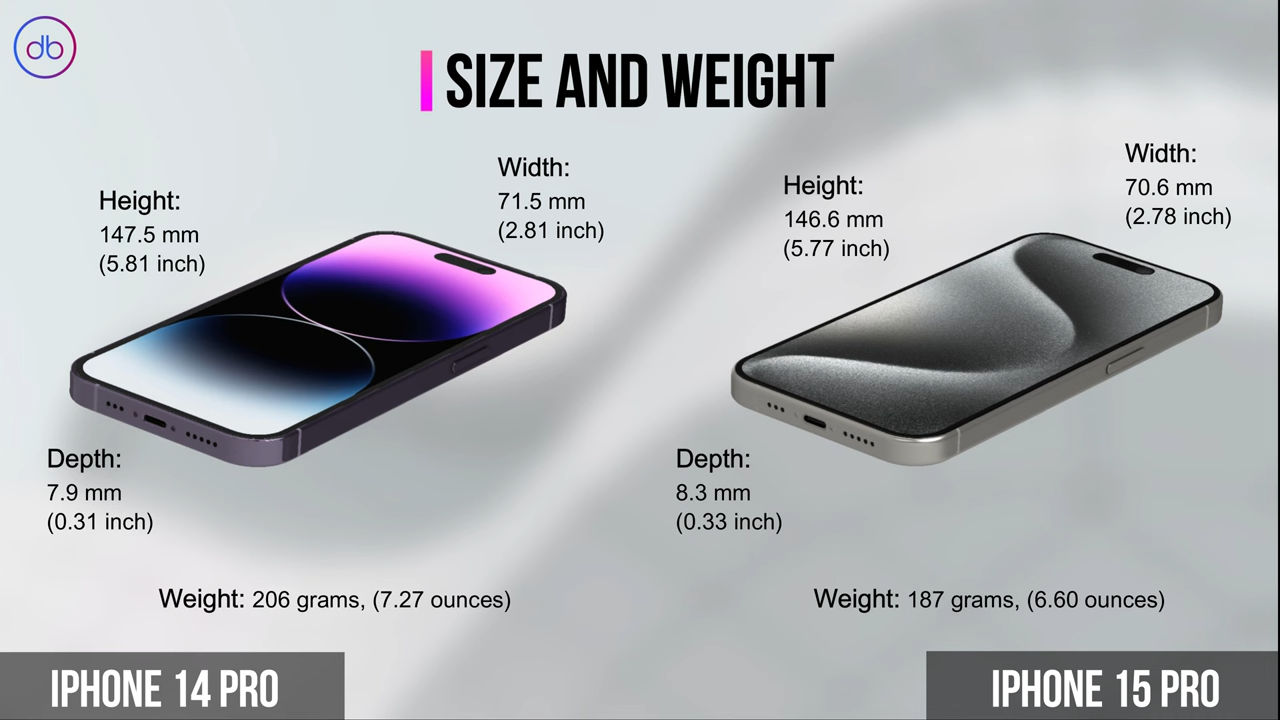 db
SIZE AND WEIGHT
Height:
147.5 mm
(5.81 inch)
Width:
71.5 mm
(2.81 inch)
Depth:
7.9 mm
(0.31 inch)
Weight: 206 grams, (7.27 ounces)
IPHONE 14 PRO
Height:
146.6 mm
(5.77 inch)
Width:
70.6 mm
(2.78 inch)
Depth:
8.3 mm
(0.33 inch)
Weight: 187 grams, (6.60 ounces)
IPHONE 15 PRO